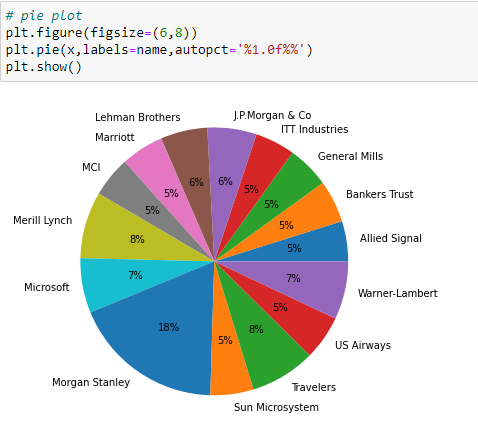 # pie plot
plt.figure(figsize=(6,8))
plt.pie(x,labels=name,autopct='%1.0f%%')
plt.show()
Lehman Brothers
J.P.Morgan & Co
Marriott
ITT Industries
MCI
General Mills
Merill Lynch
Bankers Trust
Microsoft
Allied Signal
Morgan Stanley
Warner-Lambert
US Airways
Travelers
Sun Microsystem
6%
6%
5%
5%
5%
5%
8%
5%
7%
5%
18%
7%
5%
8%
5%